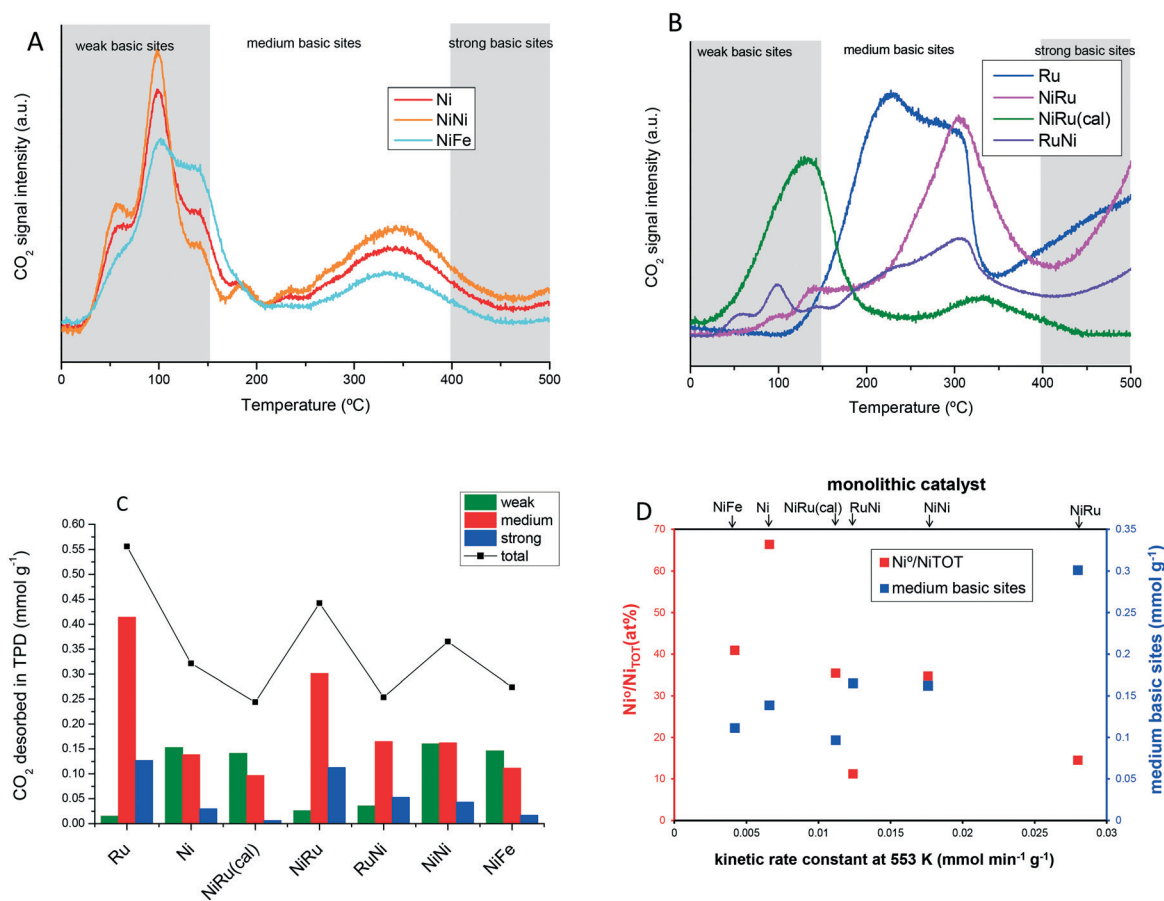 A
weak basic sites
medium basic sites
strong basic sites
Ni
NiNi
NiFe
CO2 signal intensity (a.u.)
0
100
200
300
400
500
Temperature (ºC)
B
weak basic sites
medium basic sites
strong basic sites
Ru
NiRu
NiRu(cal)
RuNi
CO2 signal intensity (a.u.)
0
100
200
300
400
500
Temperature (ºC)
C
weak
medium
strong
total
CO2 desorbed in TPD (mmol g-1)
0.60
0.55
0.50
0.45
0.40
0.35
0.30
0.25
0.20
0.15
0.10
0.05
0.00
Ru
Ni
NiRu(cal)
NiRu
RuNi
NiNi
NiFe
monolithic catalyst
D
NiFe
Ni
NiRu(cal)
RuNi
NiNi
NiRu
Niº/NiTOT
medium basic sites
Niº/NiTOT(at%)
70
60
50
40
30
20
10
0
medium basic sites (mmol g-1)
0.35
0.3
0.25
0.2
0.15
0.1
0.05
0
0
0.005
0.01
0.015
0.02
0.025
0.03
kinetic rate constant at 553 K (mmol min-1 g-1)